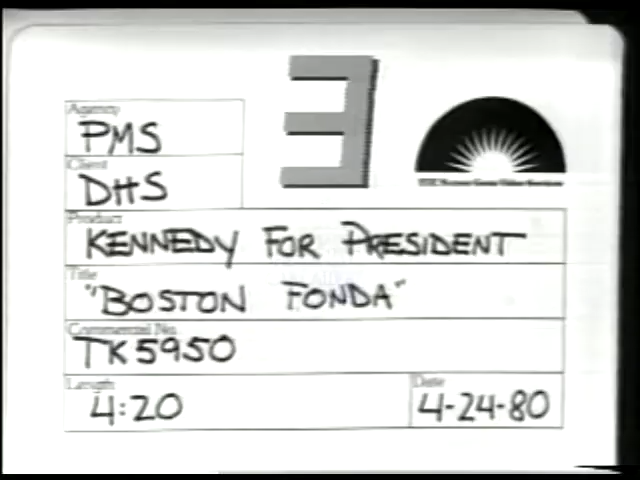 3
Agency
PMS
Client
DHS
Product
KENNEDY FOR PRESIDENT
Title
"BOSTON FONDA"
Commercial No.
TK5950
Length
4:20
Date
4-24-80